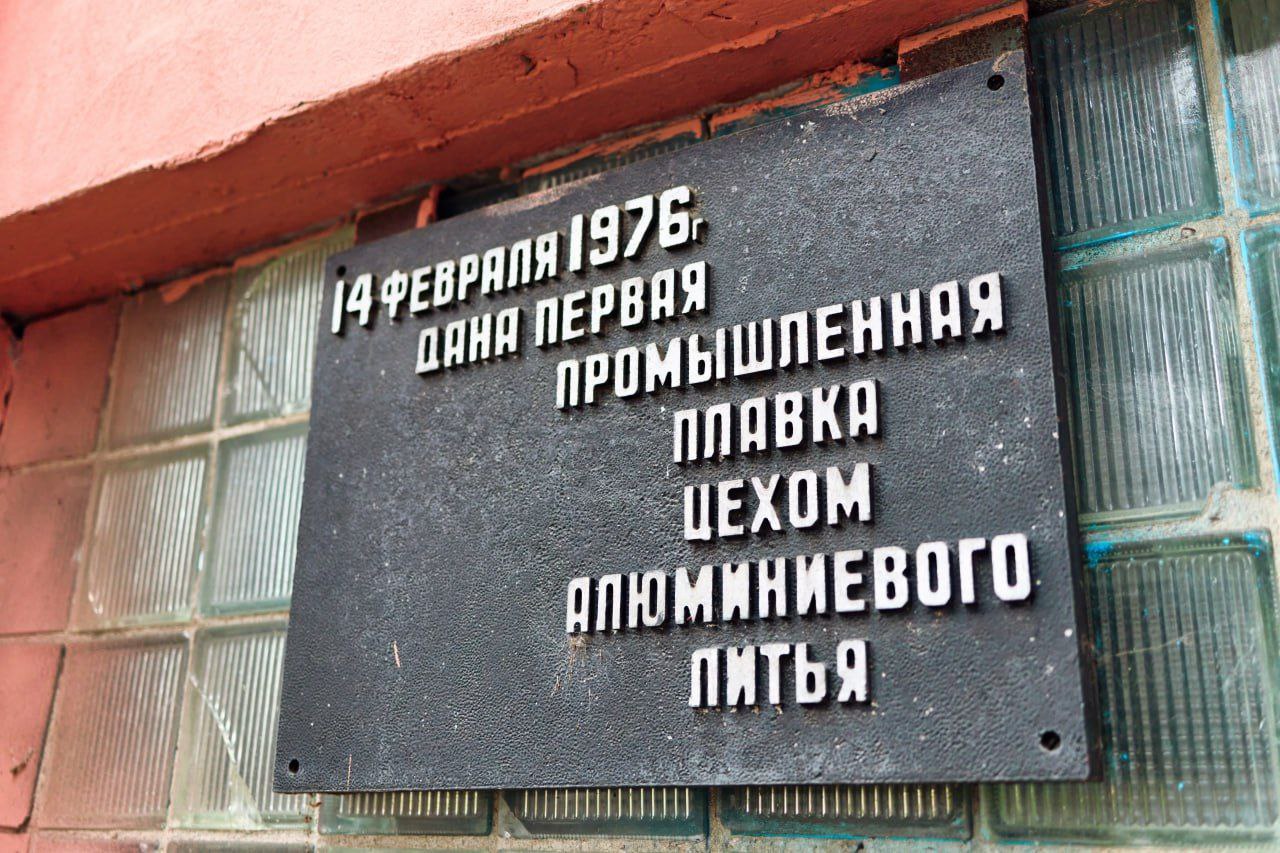 14 ФЕВРАЛЯ 1976г.
ДАНА ПЕРВАЯ
ПРОМЫШЛЕННАЯ
ПЛАВКА
ЦЕХОМ
АЛЮМИНИЕВОГО
ЛИТЬЯ